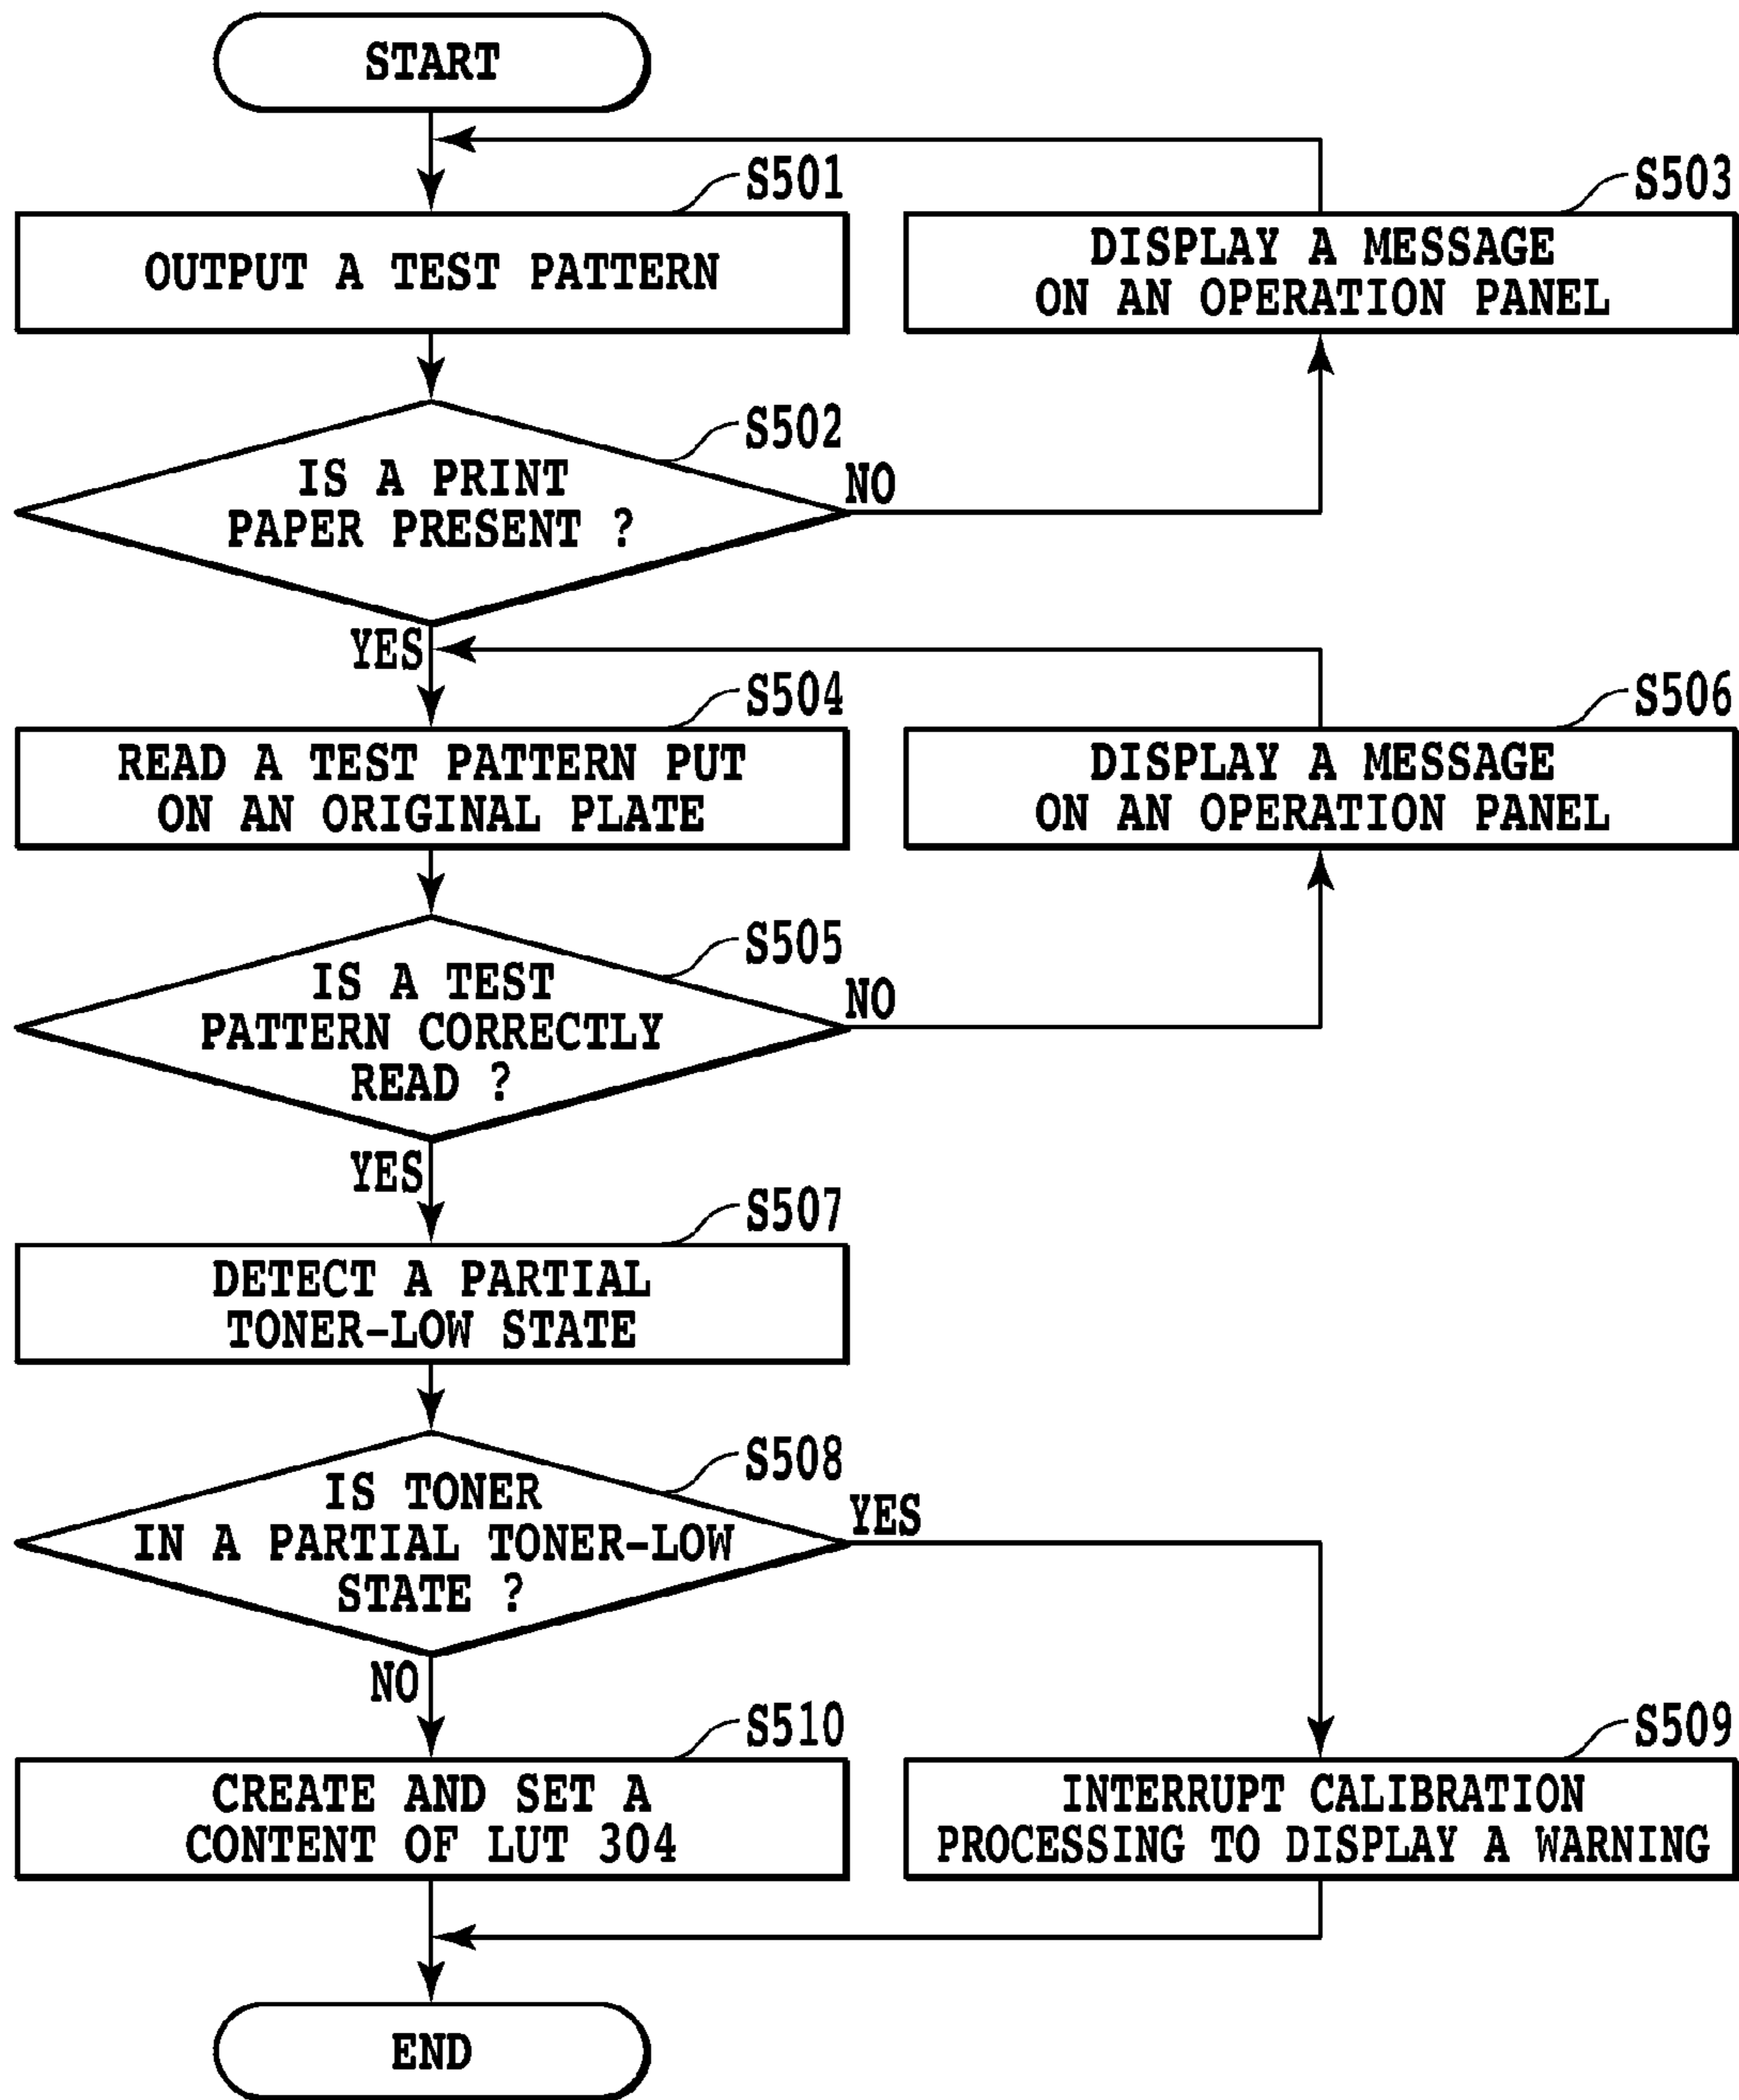 START
S501
OUTPUT A TEST PATTERN
S503
DISPLAY A MESSAGE
ON AN OPERATION PANEL
S502
IS A PRINT
PAPER PRESENT ?
NO
YES
S504
READ A TEST PATTERN PUT
ON AN ORIGINAL PLATE
S506
DISPLAY A MESSAGE
ON AN OPERATION PANEL
S505
IS A TEST
PATTERN CORRECTLY
READ ?
NO
YES
S507
DETECT A PARTIAL
TONER-LOW STATE
S508
IS TONER
IN A PARTIAL TONER-LOW
STATE ?
YES
NO
S510
CREATE AND SET A
CONTENT OF LUT 304
S509
INTERRUPT CALIBRATION
PROCESSING TO DISPLAY A WARNING
END